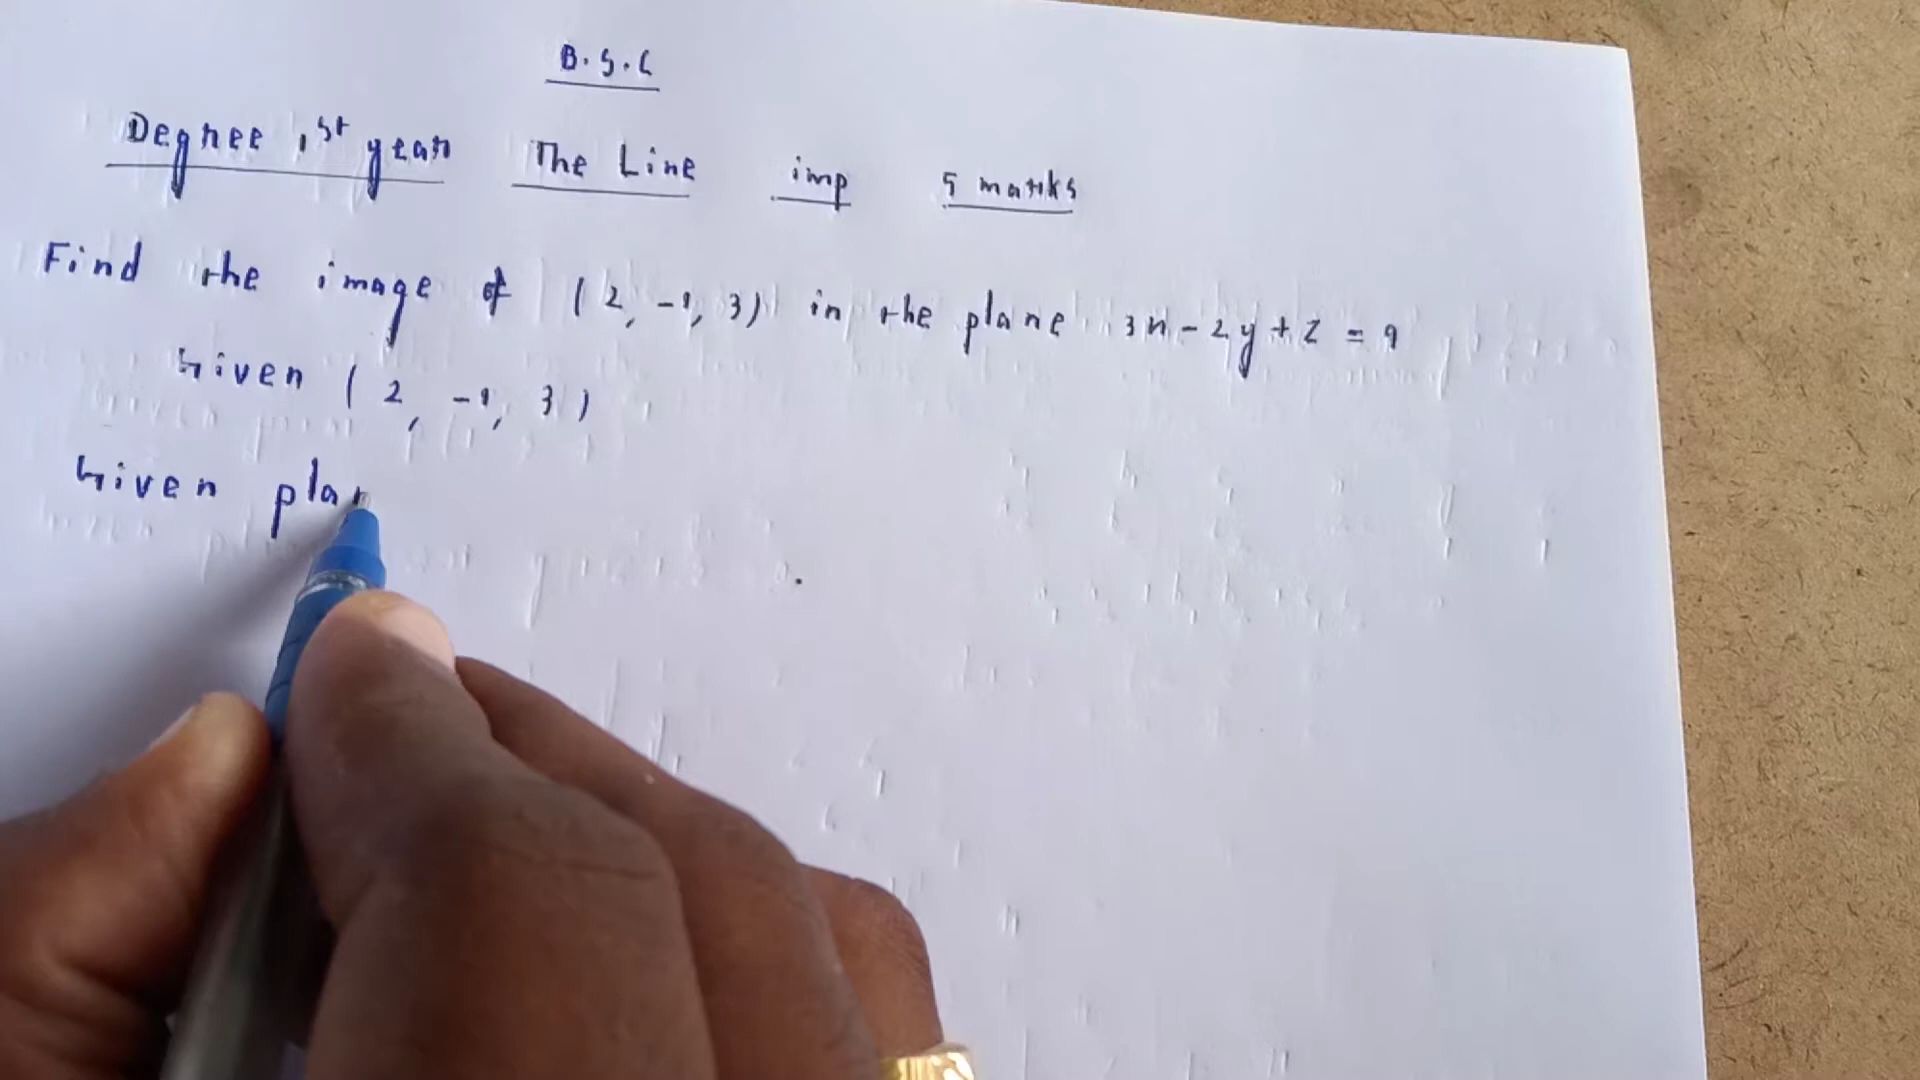 B.S.C
Degree 1st year The Line imp 5 marks
Find the image of (2, -1, 3) in the plane 3x-2y+z=9
Given (2, -1, 3)
Given plan